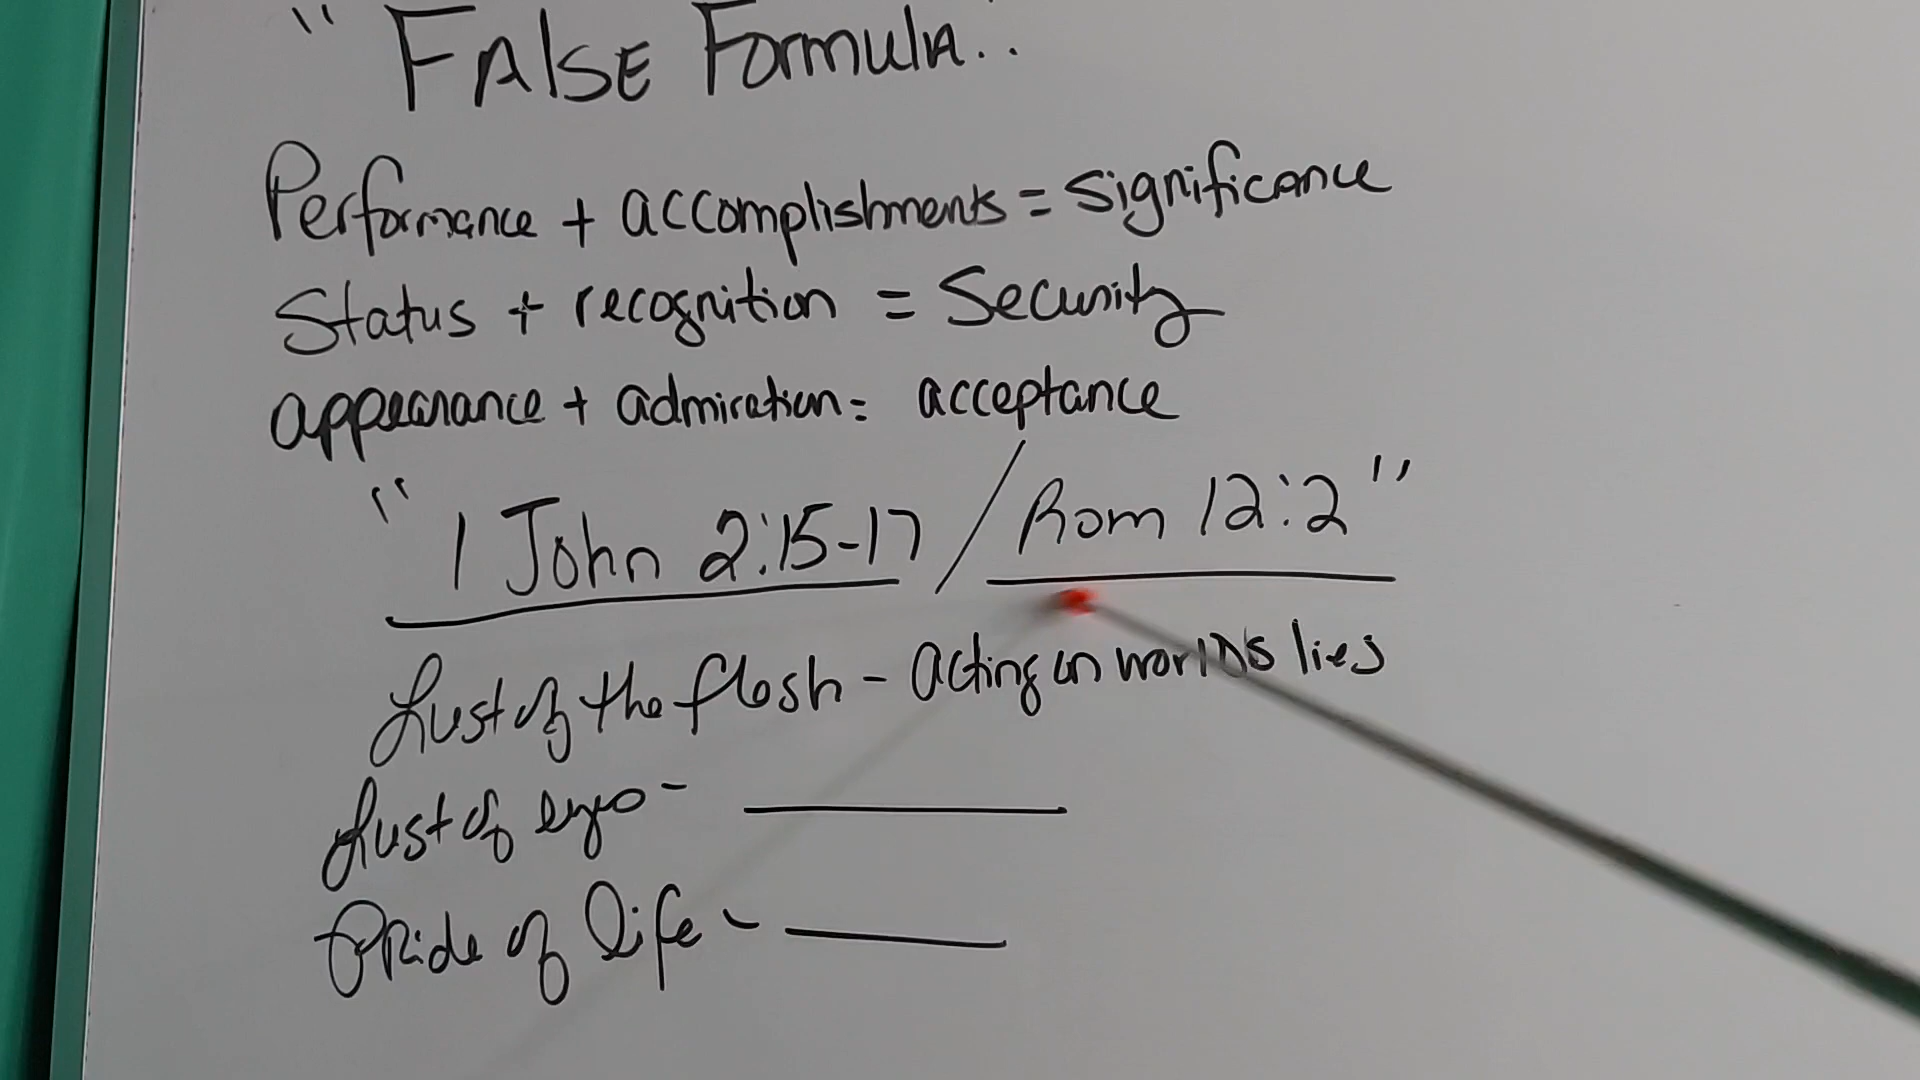 "False Formula..
Performance + accomplishments = Significance
Status + recognition = Security
appearance + admiration = acceptance
"1 John 2:15-17 / Rom 12:2"
Lust of the flesh - acting on worlds lies
Lust of eyes -
Pride of life -